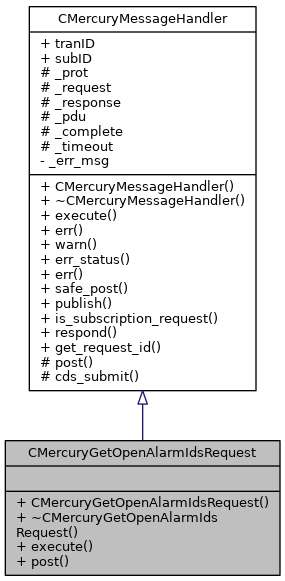 CMercuryMessageHandler
+ tranID
+ subID
# _prot
# _request
# _response
# _pdu
# _complete
# _timeout
- _err_msg
+ CMercuryMessageHandler()
+ ~CMercuryMessageHandler()
+ execute()
+ err()
+ warn()
+ err_status()
+ err()
+ safe_post()
+ publish()
+ is_subscription_request()
+ respond()
+ get_request_id()
# post()
# cds_submit()
CMercuryGetOpenAlarmIdsRequest
+ CMercuryGetOpenAlarmIdsRequest()
+ ~CMercuryGetOpenAlarmIds
Request()
+ execute()
+ post()